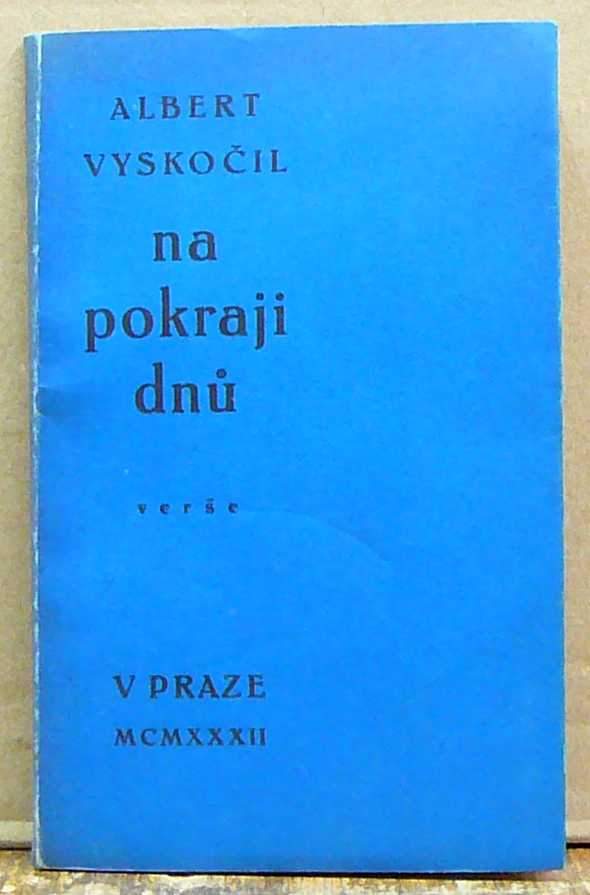 ALBERT
VYSKOČIL
na
pokraji
dnů
verše
V PRAZE
MCMXXXII